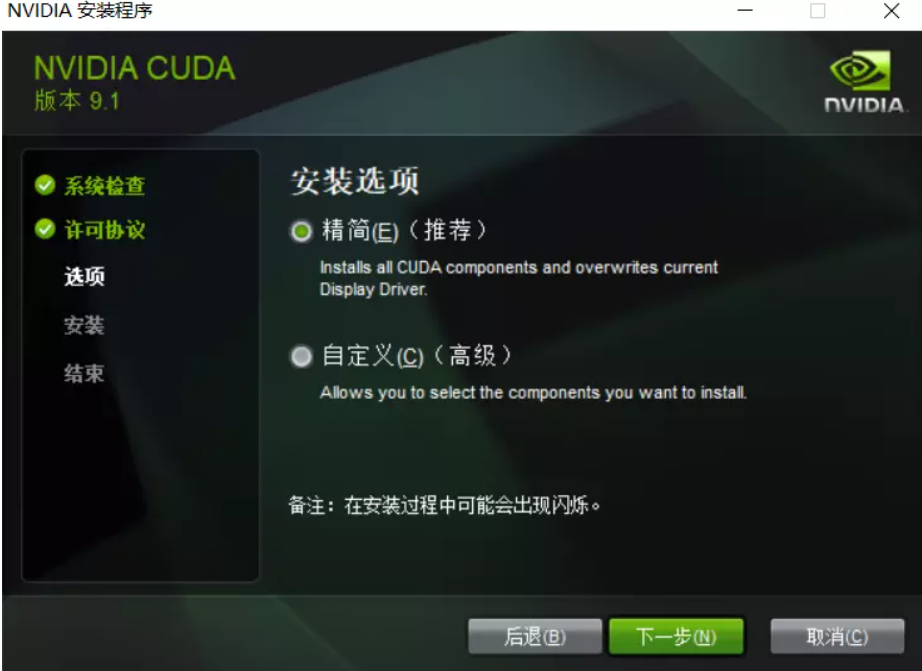 NVIDIA 安装程序
NVIDIA CUDA
版本 9.1
nVIDIA.
系统检查
许可协议
选项
安装
结束
安装选项
精简(E)（推荐）
Installs all CUDA components and overwrites current
Display Driver.
自定义(C)（高级）
Allows you to select the components you want to install.
备注：在安装过程中可能会出现闪烁。
后退(B)
下一步(N)
取消(C)